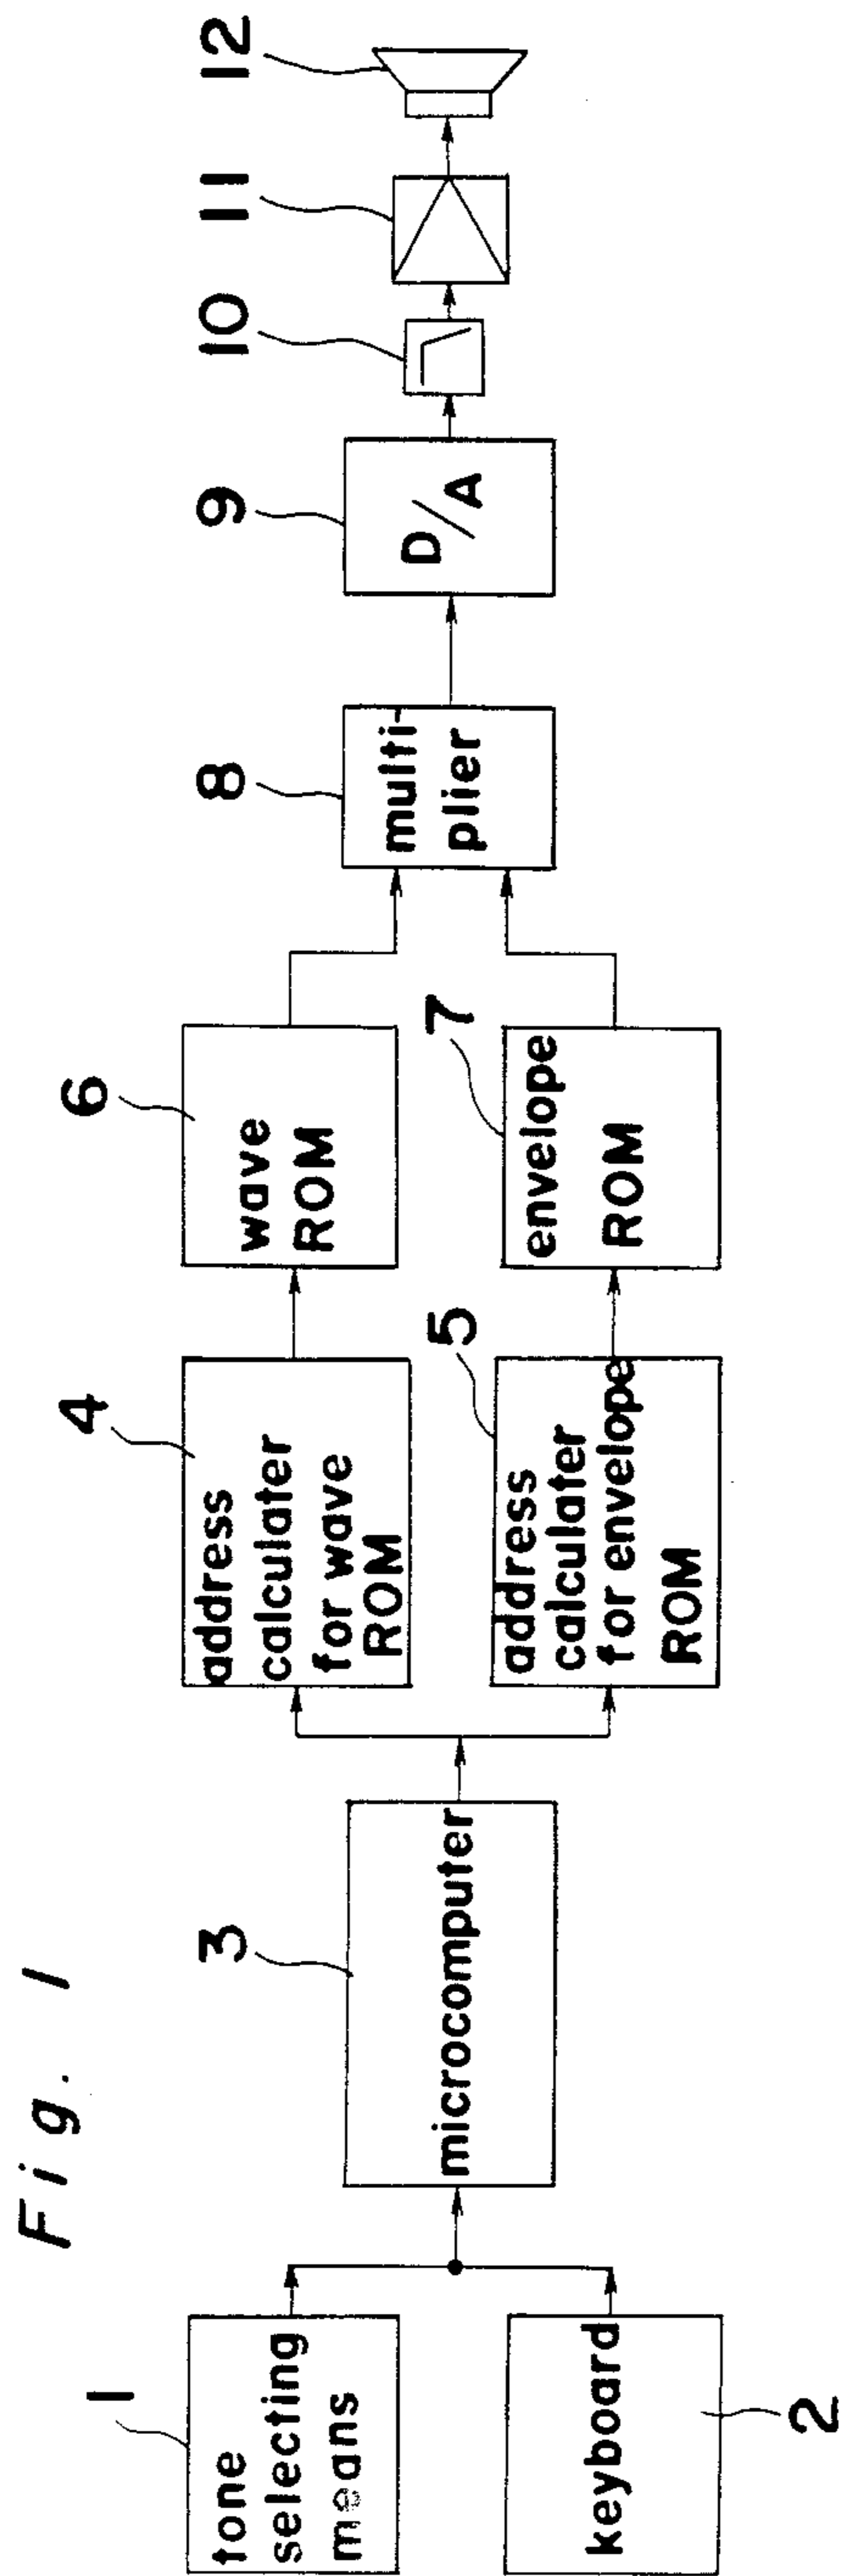 Fig. 1
1
tone
selecting
means
2
keyboard
3
microcomputer
4
address
calculater
for wave
ROM
5
address
calculater
for envelope
ROM
6
wave
ROM
7
envelope
ROM
8
multi-
plier
9
D/A
10
11
12